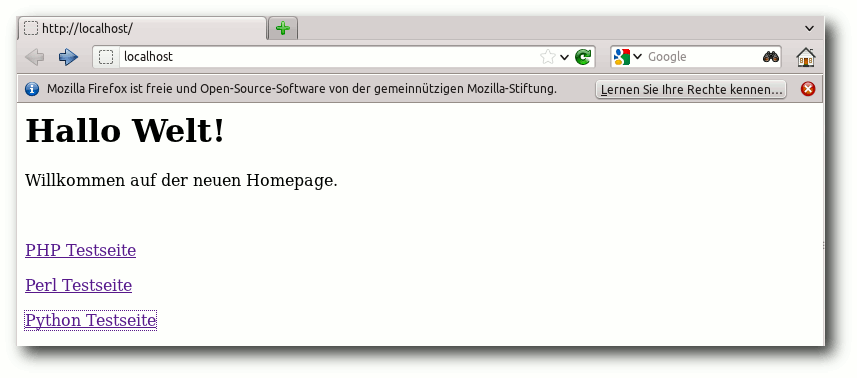 http://localhost/
localhost
Google
Mozilla Firefox ist freie und Open-Source-Software von der gemeinnützigen Mozilla-Stiftung.
Lernen Sie Ihre Rechte kennen...
Hallo Welt!
Willkommen auf der neuen Homepage.
PHP Testseite
Perl Testseite
Python Testseite